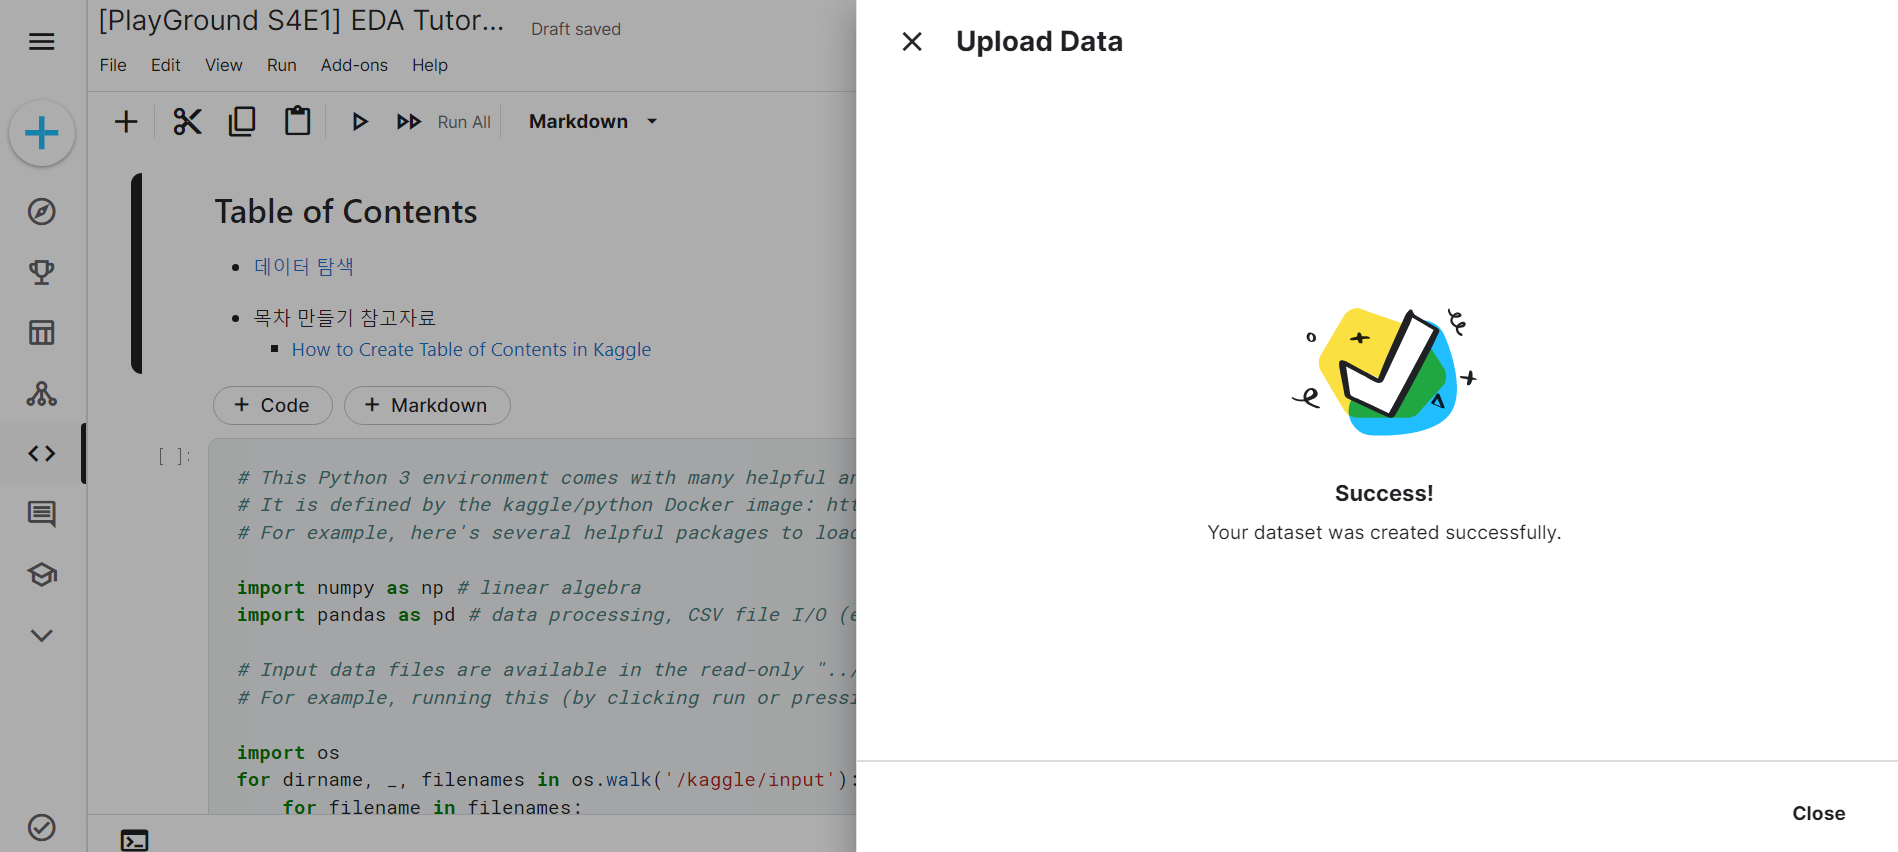 [PlayGround S4E1] EDA Tutor...
Draft saved
File Edit View Run Add-ons Help
Run All
Markdown
Table of Contents
데이터 탐색
목차 만들기 참고자료
How to Create Table of Contents in Kaggle
+ Code
+ Markdown
[ ]:
# This Python 3 environment comes with many helpful an
# It is defined by the kaggle/python Docker image: htt
# For example, here's several helpful packages to load
import numpy as np # linear algebra
import pandas as pd # data processing, CSV file I/O (e
# Input data files are available in the read-only "../
# For example, running this (by clicking run or pressi
import os
for dirname, _, filenames in os.walk('/kaggle/input'):
for filename in filenames:
Upload Data
Success!
Your dataset was created successfully.
Close